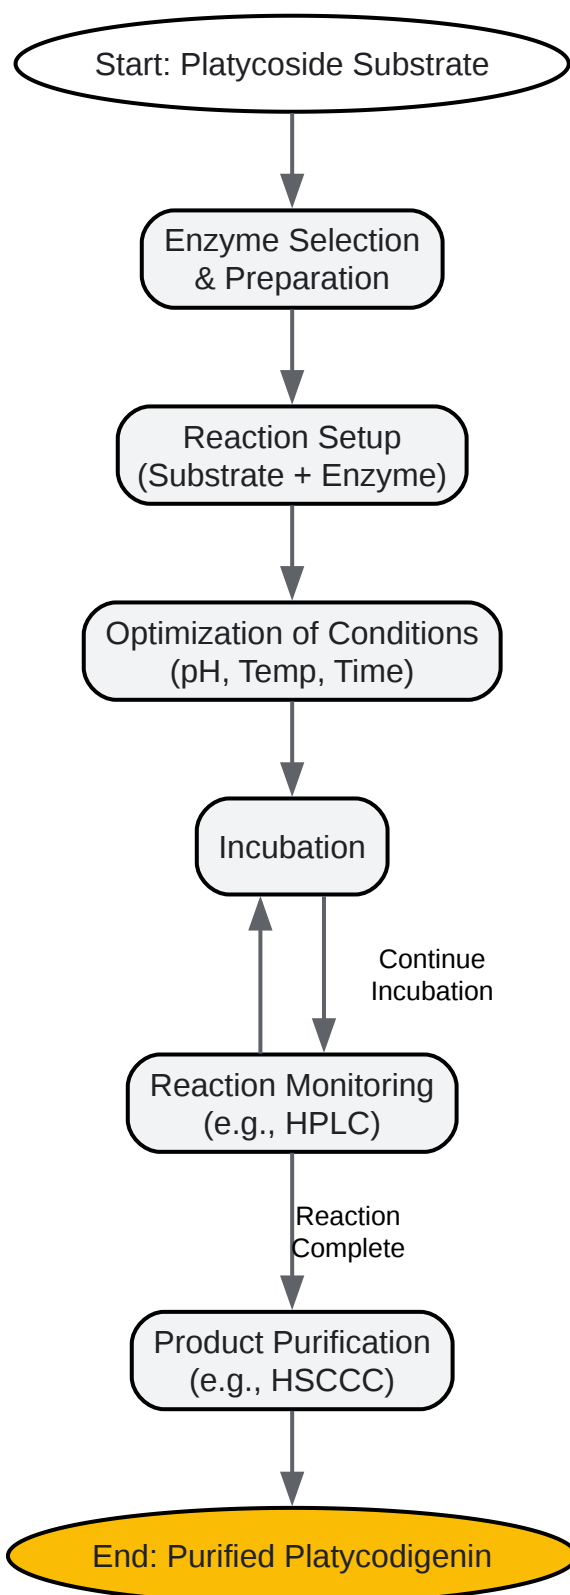 Start: Platycoside Substrate
Enzyme Selection
& Preparation
Reaction Setup
(Substrate + Enzyme)
Optimization of Conditions
(pH, Temp, Time)
Incubation
Continue
Incubation
Reaction Monitoring
(e.g., HPLC)
Reaction
Complete
Product Purification
(e.g., HSCCC)
End: Purified Platycodigenin